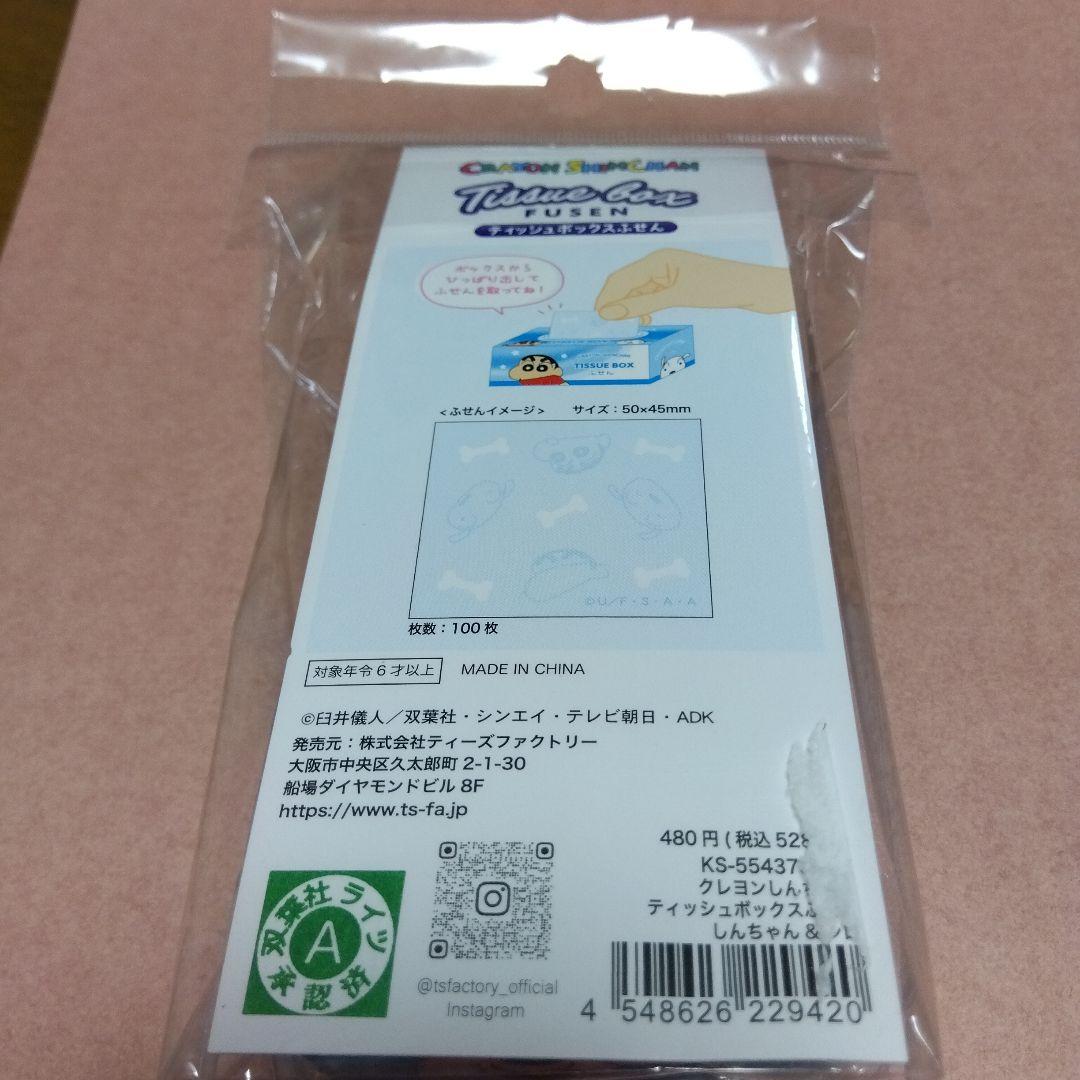 CRAYON SHINCHAN
Tissue box
FUSEN
ティッシュボックスふせん
ボックスから
ひっぱり出して
ふせんを取ってね！
TISSUE BOX
ふせん
<ふせんイメージ> サイズ：50×45mm
©U/F・S・A・A
枚数：100枚
対象年令6才以上 MADE IN CHINA
©臼井儀人／双葉社・シンエイ・テレビ朝日・ADK
発売元：株式会社ティーズファクトリー
大阪市中央区久太郎町2-1-30
船場ダイヤモンドビル8F
https://www.ts-fa.jp
480円(税込528
KS-55437
クレヨンしん
ティッシュボックスふ
しんちゃん&シロ
双葉社ライツ
A
承認済
@tsfactory_official
Instagram
4 548626 229420